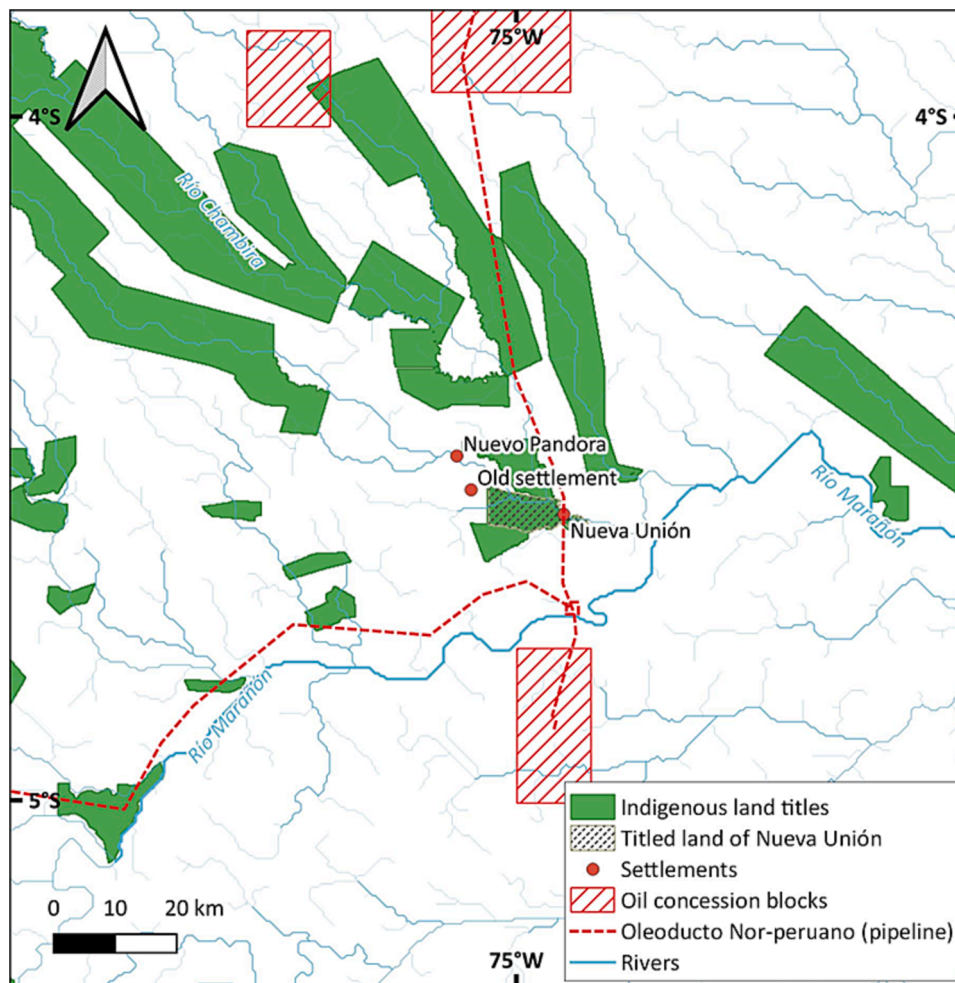 75°W
4°S
4°S
Río Chambira
Nuevo Pandora
Old settlement
Nueva Unión
Río Marañón
Río Marañón
5°S
0 10 20 km
75°W
Indigenous land titles
Titled land of Nueva Unión
Settlements
Oil concession blocks
Oleoducto Nor-peruano (pipeline)
Rivers